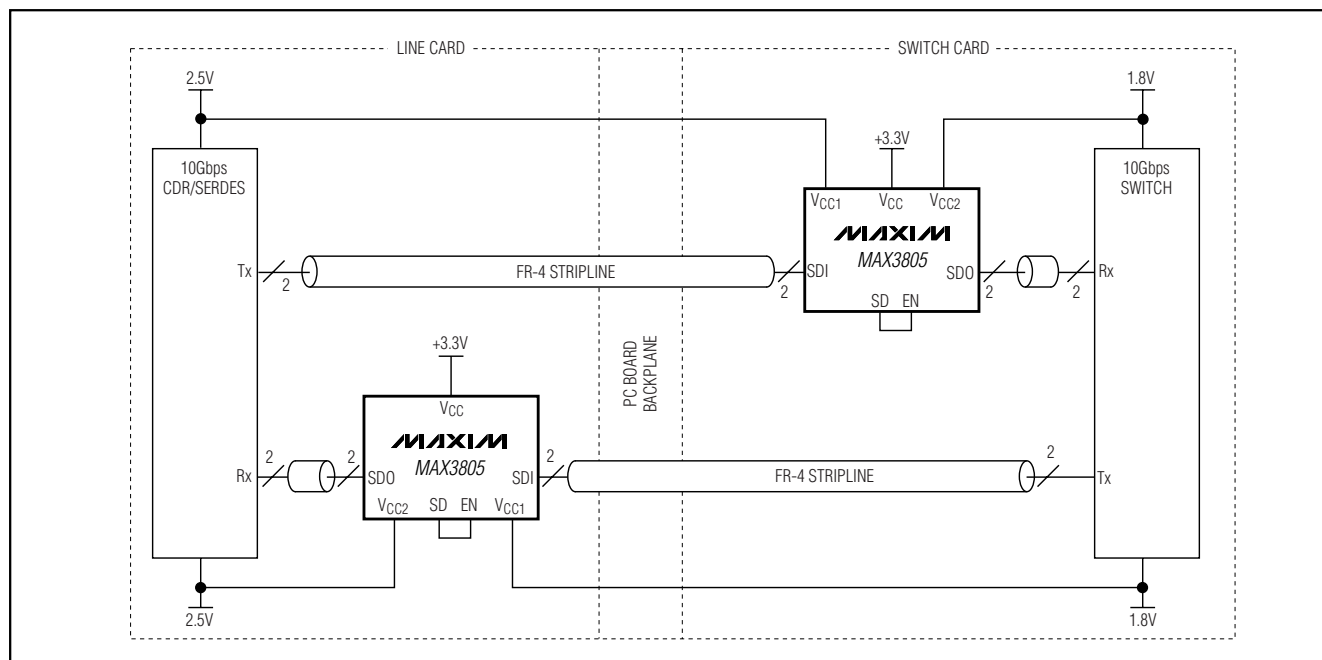 LINE CARD
SWITCH CARD
2.5V
1.8V
+3.3V
10Gbps
CDR/SERDES
10Gbps
SWITCH
VCC1
VCC
VCC2
MAXIM
MAX3805
Tx
2
FR-4 STRIPLINE
2
SDI
SDO
2
2
Rx
SD
EN
+3.3V
PC BOARD
BACKPLANE
VCC
MAXIM
MAX3805
Rx
2
2
SDO
SDI
2
FR-4 STRIPLINE
2
Tx
VCC2
SD
EN
VCC1
2.5V
1.8V